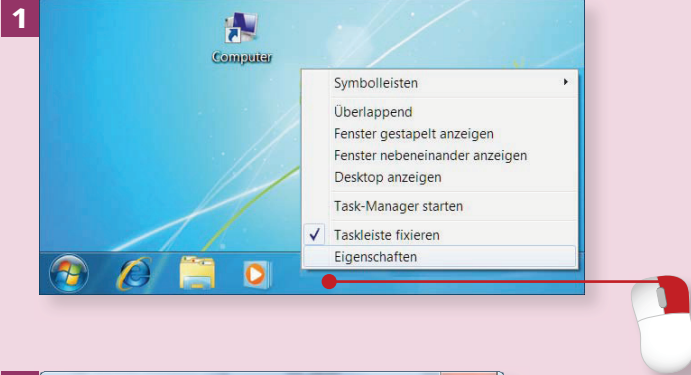 1
Computer
Symbolleisten
Überlappend
Fenster gestapelt anzeigen
Fenster nebeneinander anzeigen
Desktop anzeigen
Task-Manager starten
Taskleiste fixieren
Eigenschaften